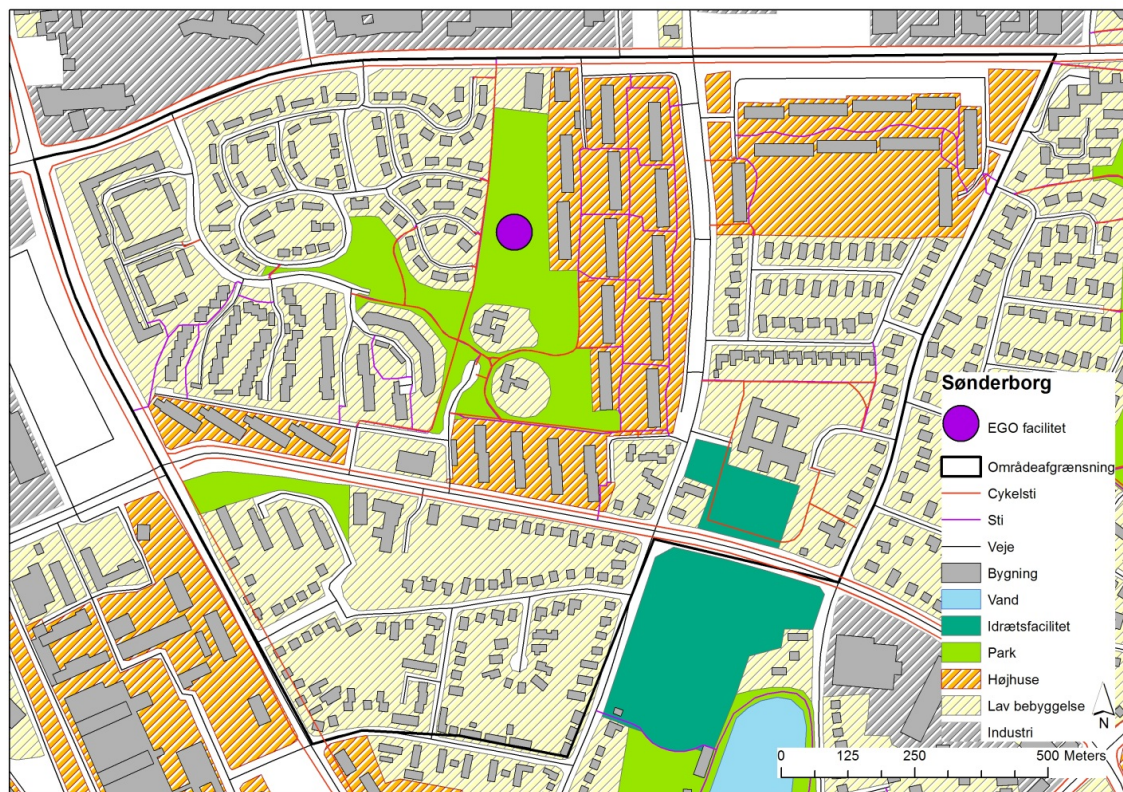 Sønderborg
EGO facilitet
Områdeafgrænsning
Cykelsti
Sti
Veje
Bygning
Vand
Idrætsfacilitet
Park
Højhuse
Lav bebyggelse
Industri
N
0 125 250 500 Meters